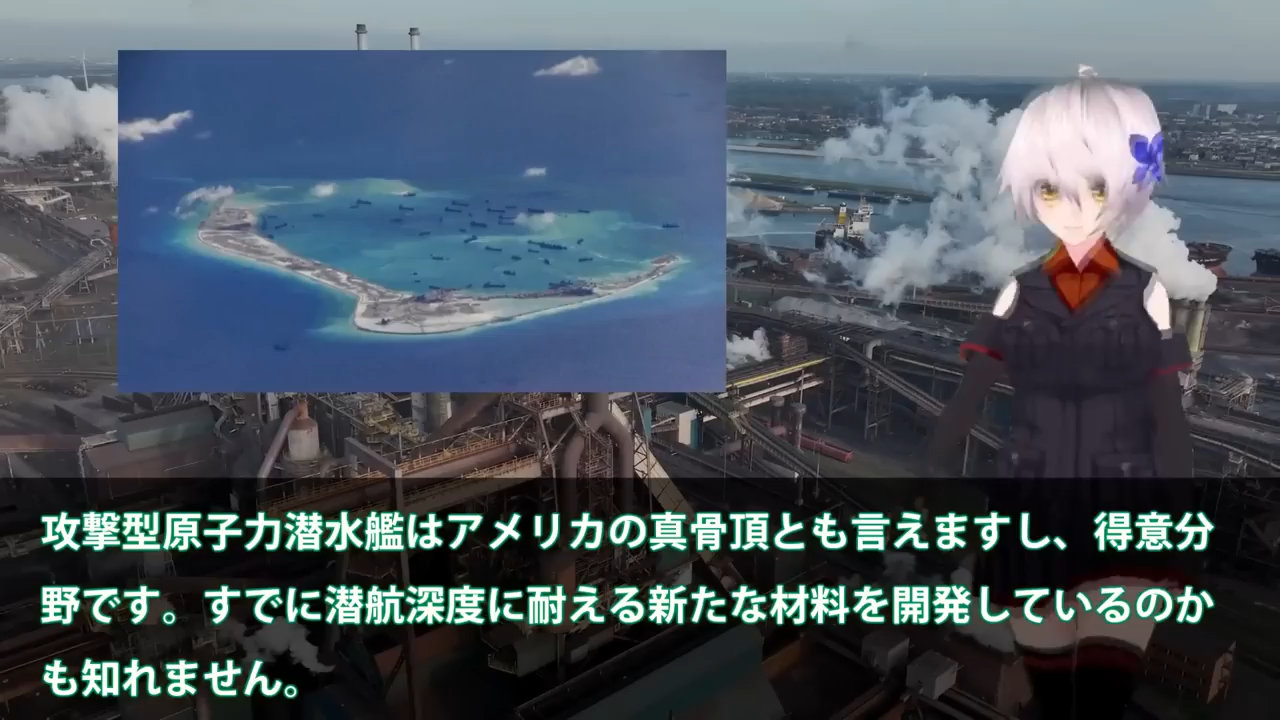 攻撃型原子力潜水艦はアメリカの真骨頂とも言えますし、得意分
野です。すでに潜航深度に耐える新たな材料を開発しているのか
も知れません。